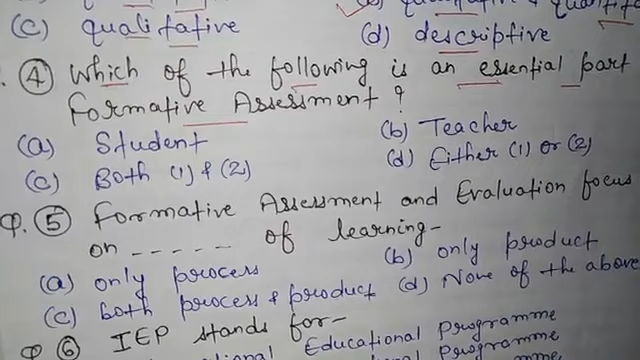 (c) qualitative (d) descriptive
④ Which of the following is an essential part
Formative Assessment ?
(a) Student (b) Teacher
(c) Both (1) & (2) (d) Either (1) or (2)
Q. ⑤ Formative Assessment and Evaluation focus
on ----- of learning-
(a) only process (b) only product
(c) both process & product (d) None of the above
Q ⑥ IEP stands for-
Educational Programme
Programme